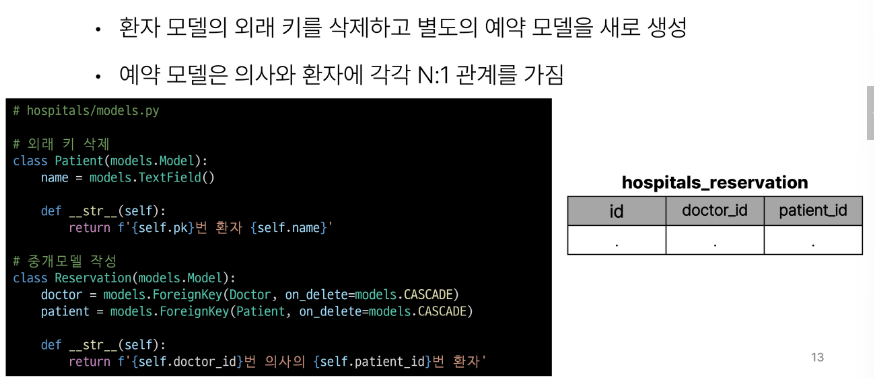 • 환자 모델의 외래 키를 삭제하고 별도의 예약 모델을 새로 생성
• 예약 모델은 의사와 환자에 각각 N:1 관계를 가짐
# hospitals/models.py
# 외래 키 삭제
class Patient(models.Model):
    name = models.TextField()
    def __str__(self):
        return f'{self.pk}번 환자 {self.name}'
# 중개모델 작성
class Reservation(models.Model):
    doctor = models.ForeignKey(Doctor, on_delete=models.CASCADE)
    patient = models.ForeignKey(Patient, on_delete=models.CASCADE)
    def __str__(self):
        return f'{self.doctor_id}번 의사의 {self.patient_id}번 환자'
hospitals_reservation
id doctor_id patient_id
. . .
13